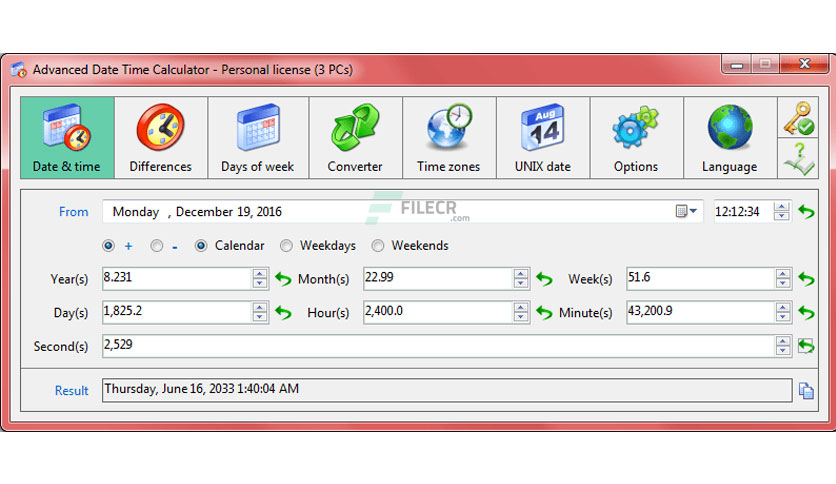 Advanced Date Time Calculator - Personal license (3 PCs)
Aug
14
Date & time Differences Days of week Converter Time zones UNIX date Options Language
From Monday , December 19, 2016 12:12:34
FILECR
.com
+ - Calendar Weekdays Weekends
Year(s) 8.231 Month(s) 22.99 Week(s) 51.6
Day(s) 1,825.2 Hour(s) 2,400.0 Minute(s) 43,200.9
Second(s) 2,529
Result Thursday, June 16, 2033 1:40:04 AM